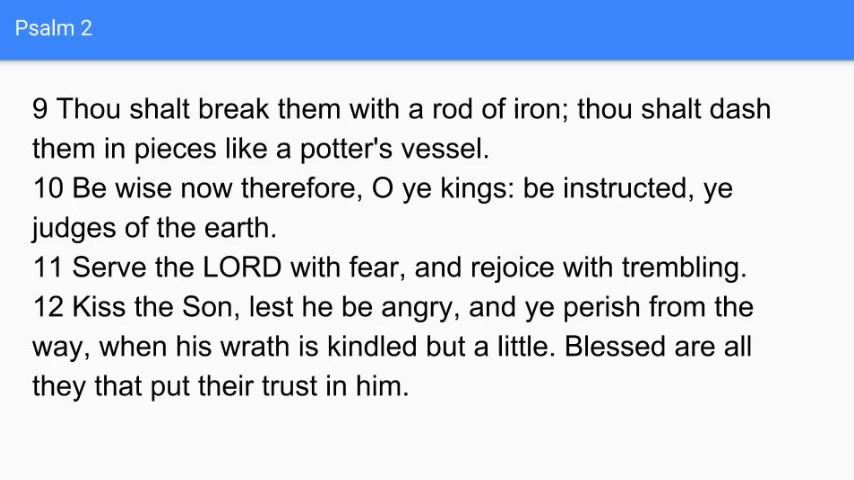 Psalm 2
9 Thou shalt break them with a rod of iron; thou shalt dash
them in pieces like a potter's vessel.
10 Be wise now therefore, O ye kings: be instructed, ye
judges of the earth.
11 Serve the LORD with fear, and rejoice with trembling.
12 Kiss the Son, lest he be angry, and ye perish from the
way, when his wrath is kindled but a little. Blessed are all
they that put their trust in him.